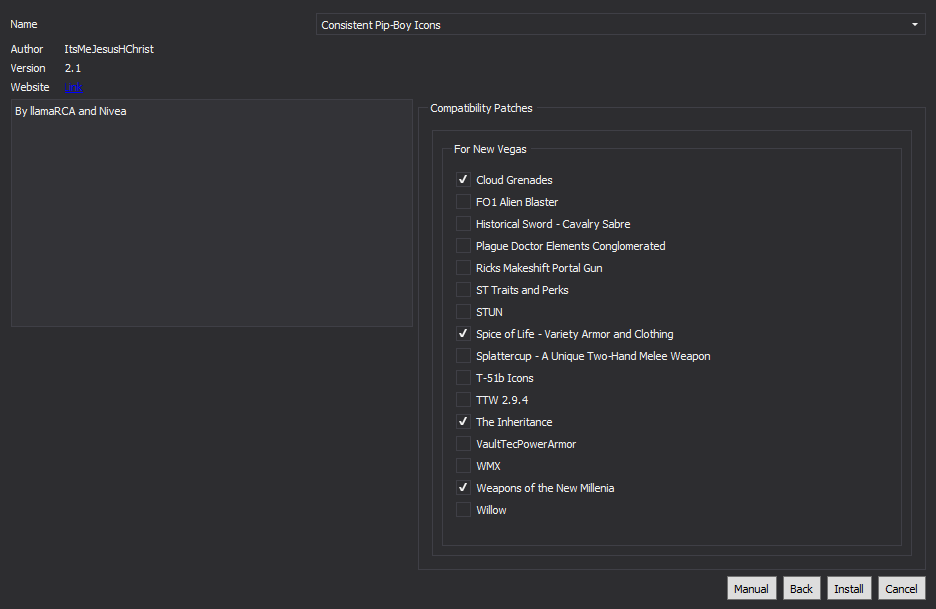 Name
Consistent Pip-Boy Icons
Author ItsMeJesusHChrist
Version 2.1
Website Link
By llamaRCA and Nivea
Compatibility Patches
For New Vegas
Cloud Grenades
FO1 Alien Blaster
Historical Sword - Cavalry Sabre
Plague Doctor Elements Conglomerated
Ricks Makeshift Portal Gun
ST Traits and Perks
STUN
Spice of Life - Variety Armor and Clothing
Splattercup - A Unique Two-Hand Melee Weapon
T-51b Icons
TTW 2.9.4
The Inheritance
VaultTecPowerArmor
WMX
Weapons of the New Millenia
Willow
Manual Back Install Cancel